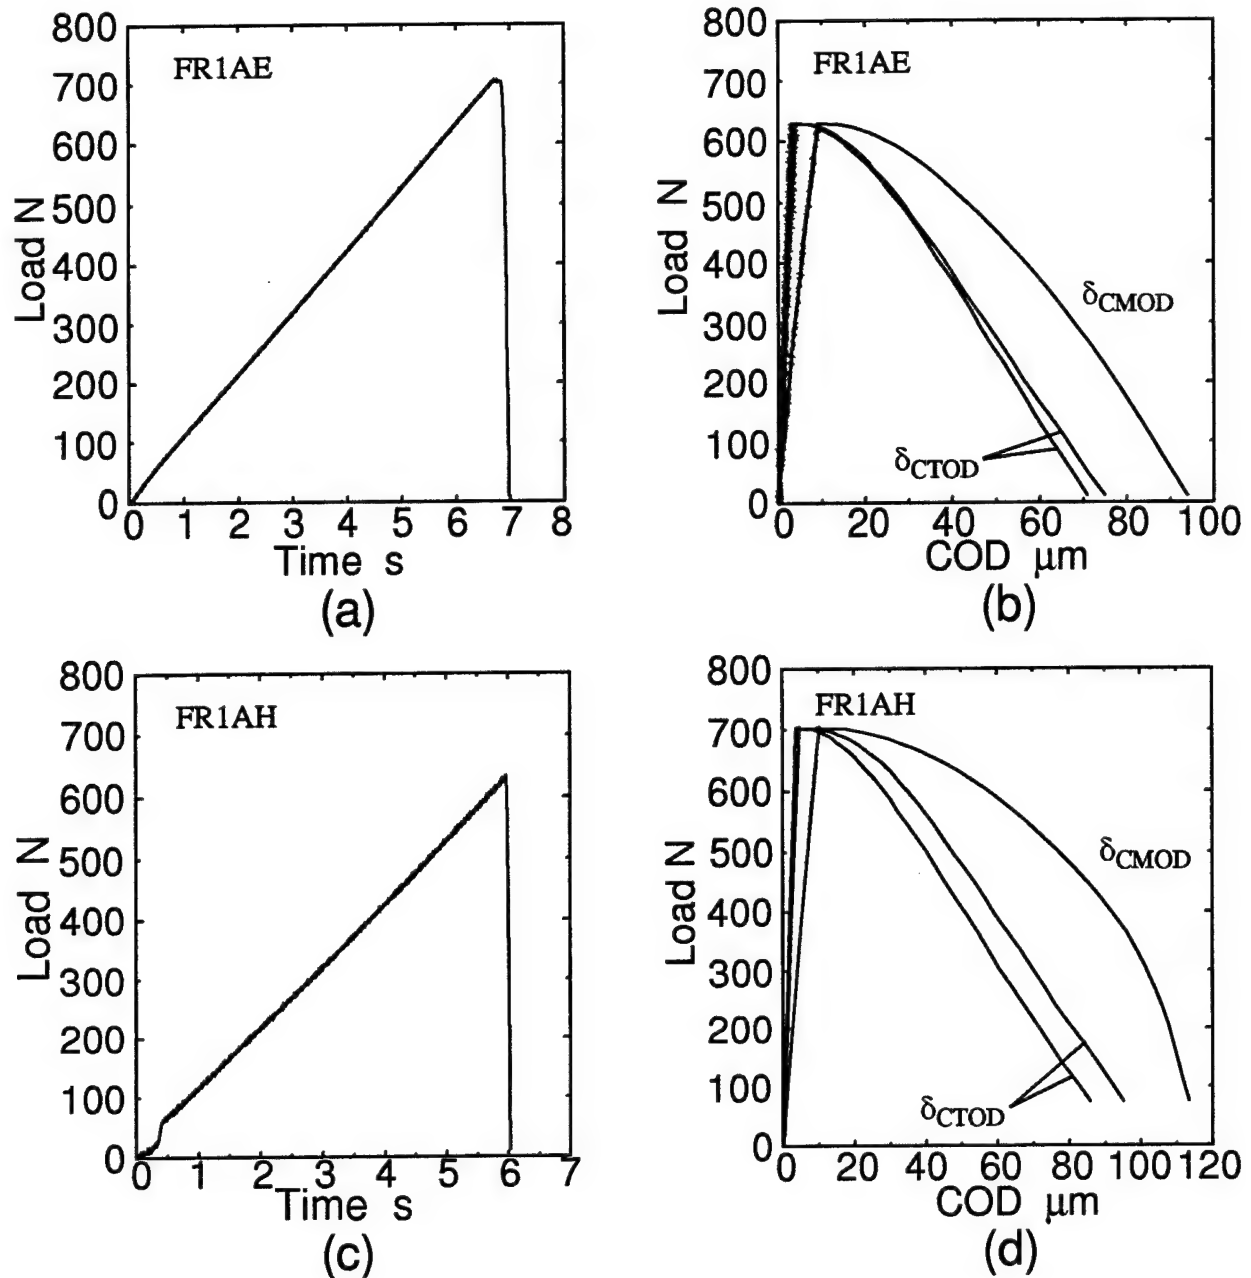 800
700
600
500
400
300
200
100
0
Load N
FR1AE
0 1 2 3 4 5 6 7 8
Time s
(a)
800
700
600
500
400
300
200
100
0
Load N
FR1AE
δCMOD
δCTOD
0 20 40 60 80 100
COD μm
(b)
800
700
600
500
400
300
200
100
0
Load N
FR1AH
0 1 2 3 4 5 6 7
Time s
(c)
800
700
600
500
400
300
200
100
0
Load N
FR1AH
δCMOD
δCTOD
0 20 40 60 80 100 120
COD μm
(d)